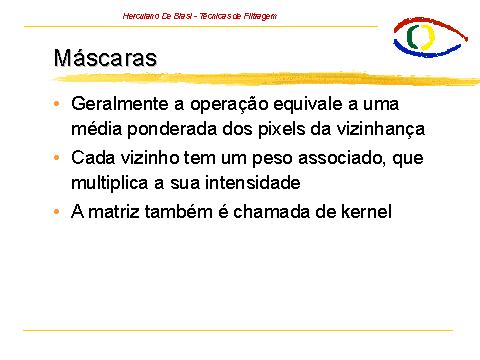 Herculano De Biasi - Técnicas de Filtragem
Máscaras
• Geralmente a operação equivale a uma
média ponderada dos pixels da vizinhança
• Cada vizinho tem um peso associado, que
multiplica a sua intensidade
• A matriz também é chamada de kernel